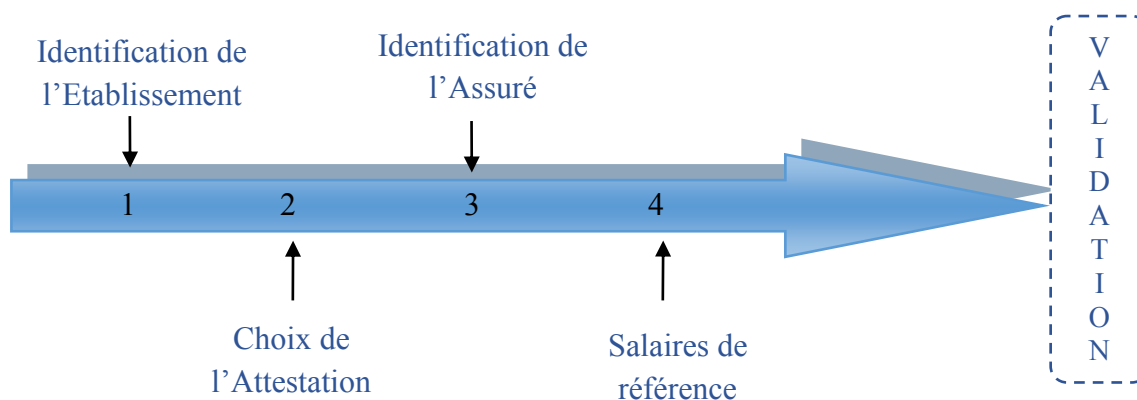 Identification de
l’Etablissement
Identification de
l’Assuré
1
2
3
4
Choix de
l’Attestation
Salaires de
référence
V
A
L
I
D
A
T
I
O
N